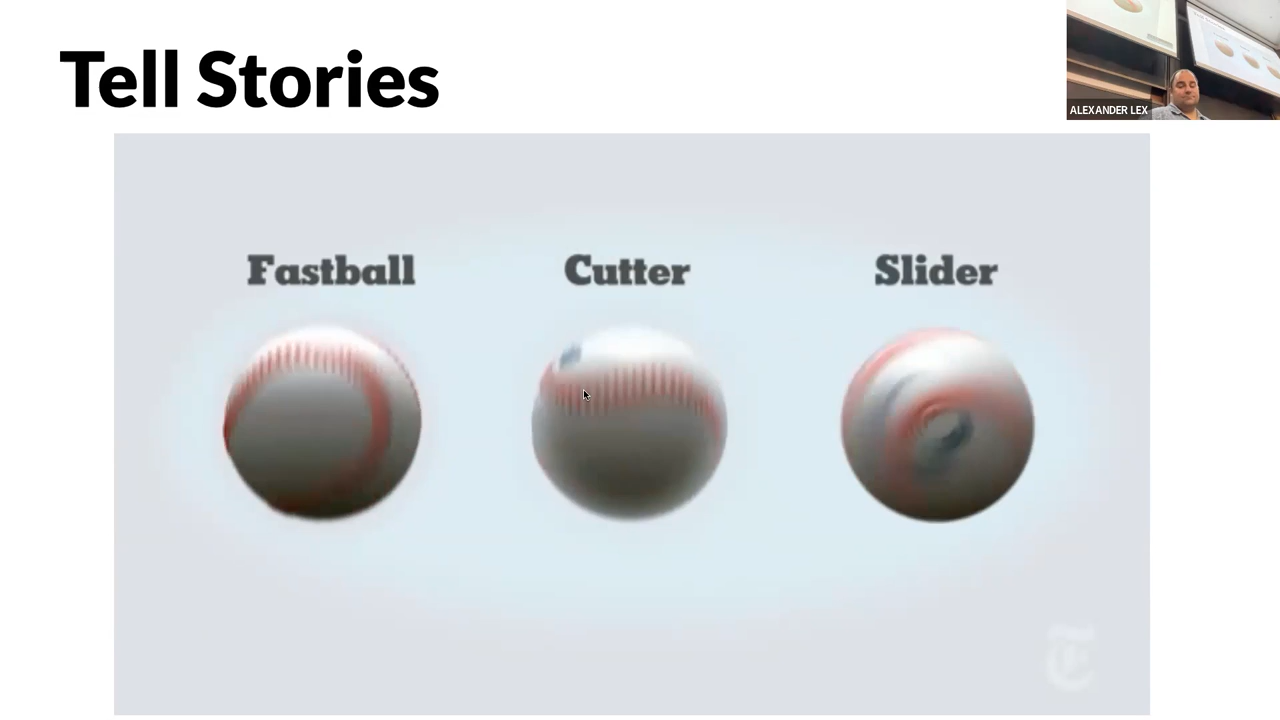 Tell Stories
ALEXANDER LEX
Fastball
Cutter
Slider